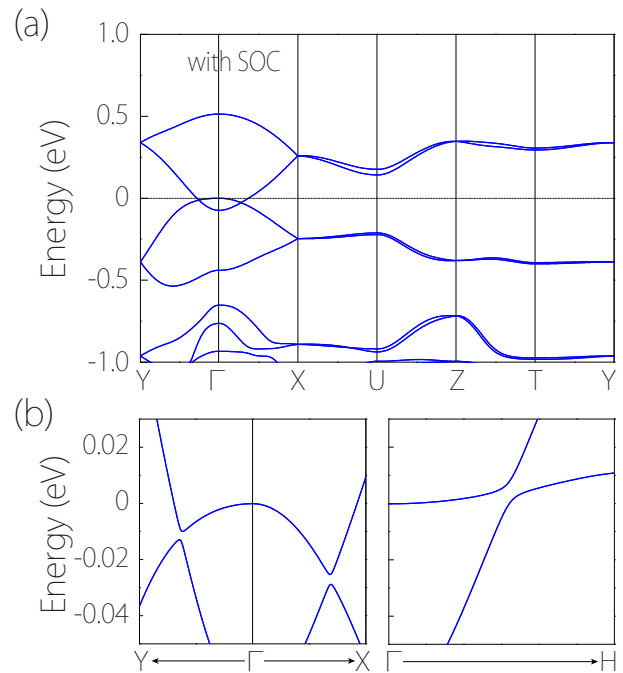 (a)
1.0
with SOC
0.5
0
-0.5
-1.0
Energy (eV)
Y Γ X U Z T Y
(b)
0.02
0
-0.02
-0.04
Energy (eV)
Y Γ X Γ H